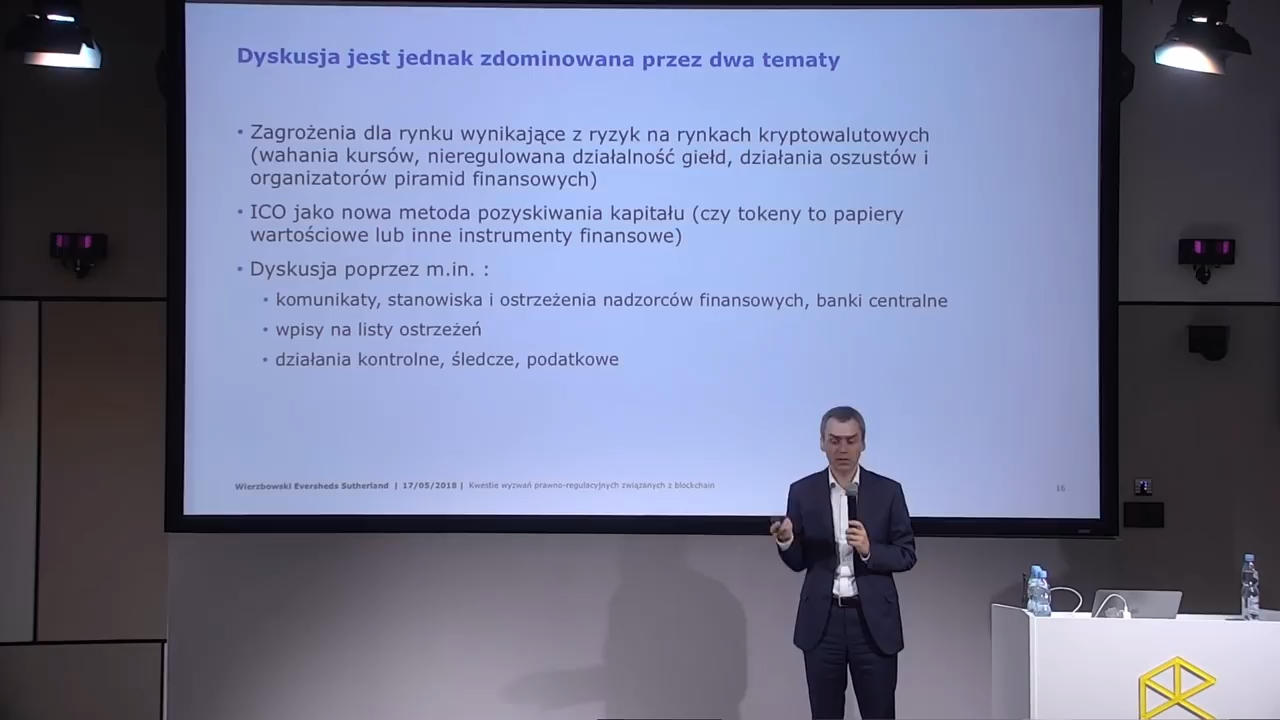 Dyskusja jest jednak zdominowana przez dwa tematy
• Zagrożenia dla rynku wynikające z ryzyk na rynkach kryptowalutowych
(wahania kursów, nieregulowana działalność giełd, działania oszustów i
organizatorów piramid finansowych)
• ICO jako nowa metoda pozyskiwania kapitału (czy tokeny to papiery
wartościowe lub inne instrumenty finansowe)
• Dyskusja poprzez m.in. :
• komunikaty, stanowiska i ostrzeżenia nadzorców finansowych, banki centralne
• wpisy na listy ostrzeżeń
• działania kontrolne, śledcze, podatkowe
Wierzbowski Eversheds Sutherland | 17/05/2018 | Kwestie wyzwań prawno-regulacyjnych związanych z blockchain
16